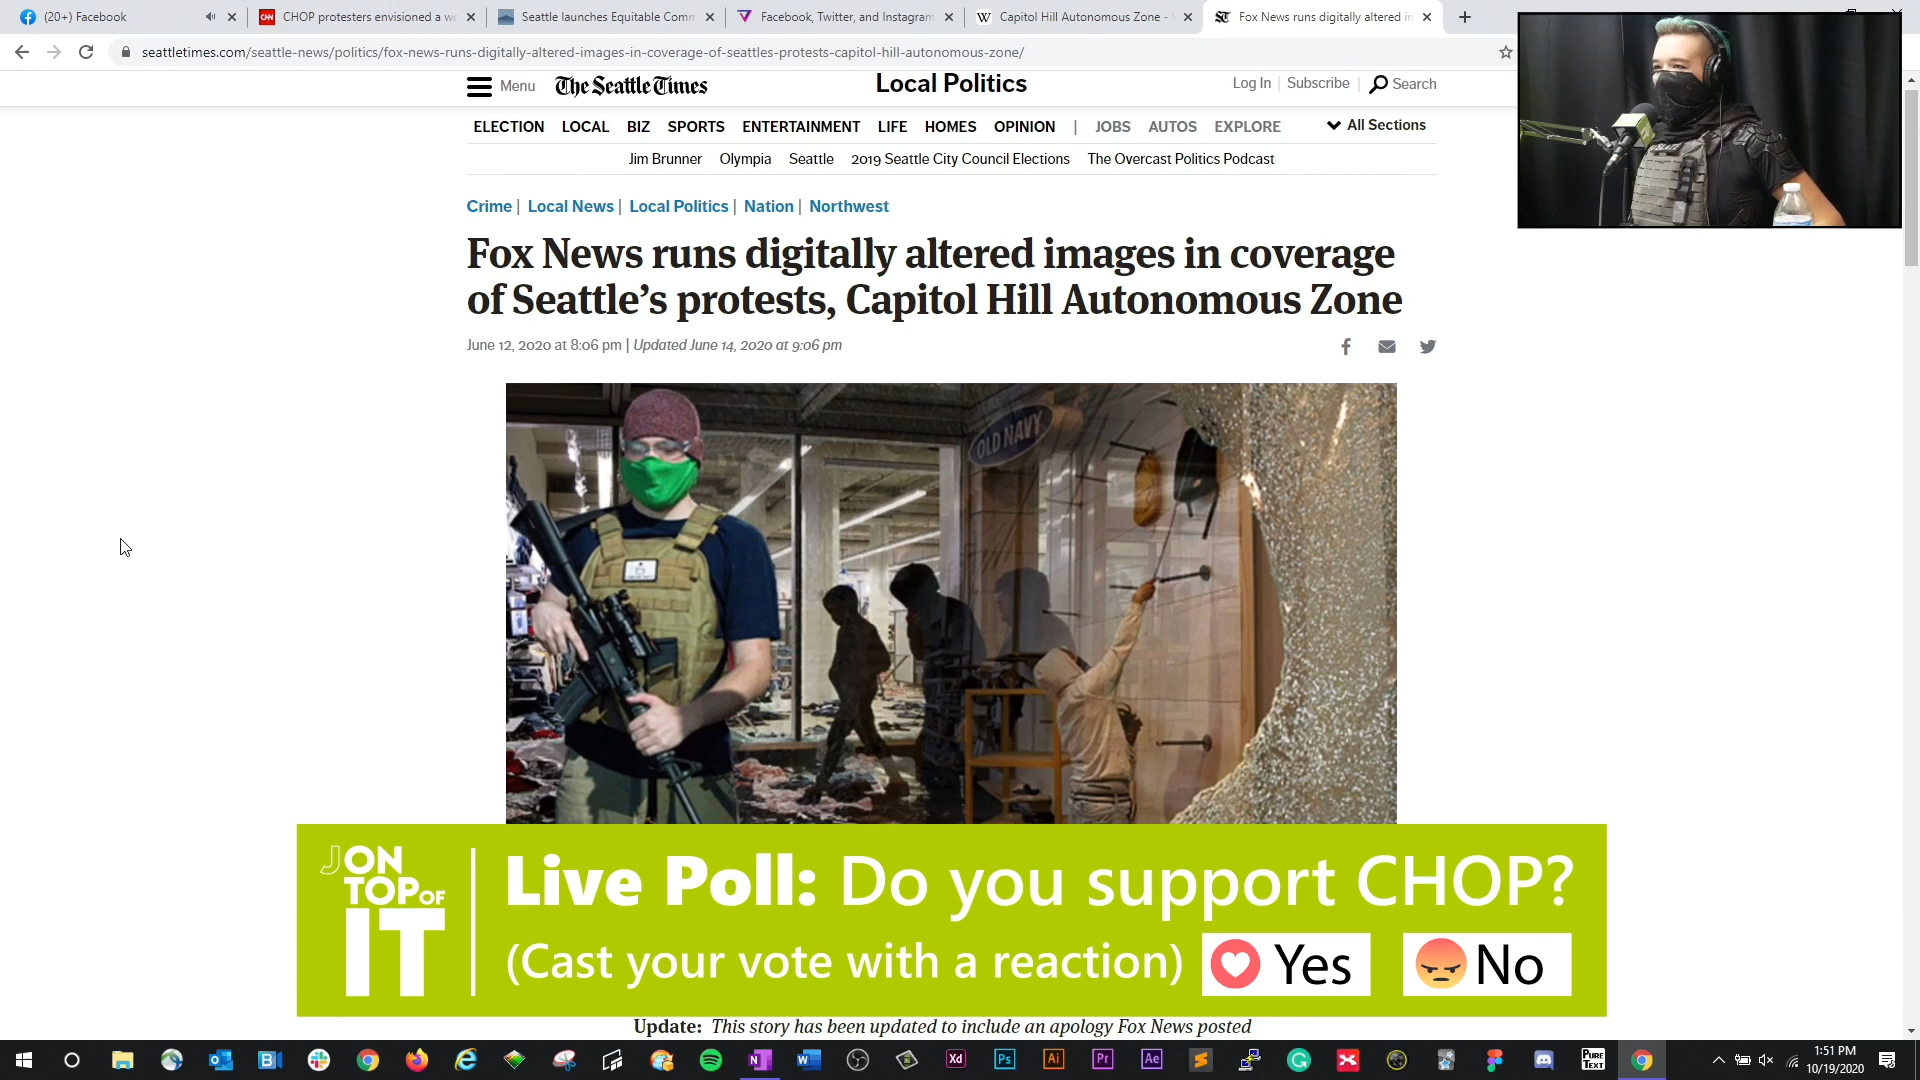 (20+) Facebook
CHOP protesters envisioned a wo
Seattle launches Equitable Comm
Facebook, Twitter, and Instagram
Capitol Hill Autonomous Zone -
Fox News runs digitally altered in
seattletimes.com/seattle-news/politics/fox-news-runs-digitally-altered-images-in-coverage-of-seattles-protests-capitol-hill-autonomous-zone/
Menu The Seattle Times Local Politics Log In | Subscribe | Search
ELECTION LOCAL BIZ SPORTS ENTERTAINMENT LIFE HOMES OPINION | JOBS AUTOS EXPLORE All Sections
Jim Brunner Olympia Seattle 2019 Seattle City Council Elections The Overcast Politics Podcast
Crime | Local News | Local Politics | Nation | Northwest
Fox News runs digitally altered images in coverage
of Seattle's protests, Capitol Hill Autonomous Zone
June 12, 2020 at 8:06 pm | Updated June 14, 2020 at 9:06 pm
OLD NAVY
JON
TOP OF
IT
Live Poll: Do you support CHOP?
(Cast your vote with a reaction) Yes No
Update: This story has been updated to include an apology Fox News posted
Xd Ps Ai Pr Ae
PURE
TEXT
1:51 PM
10/19/2020